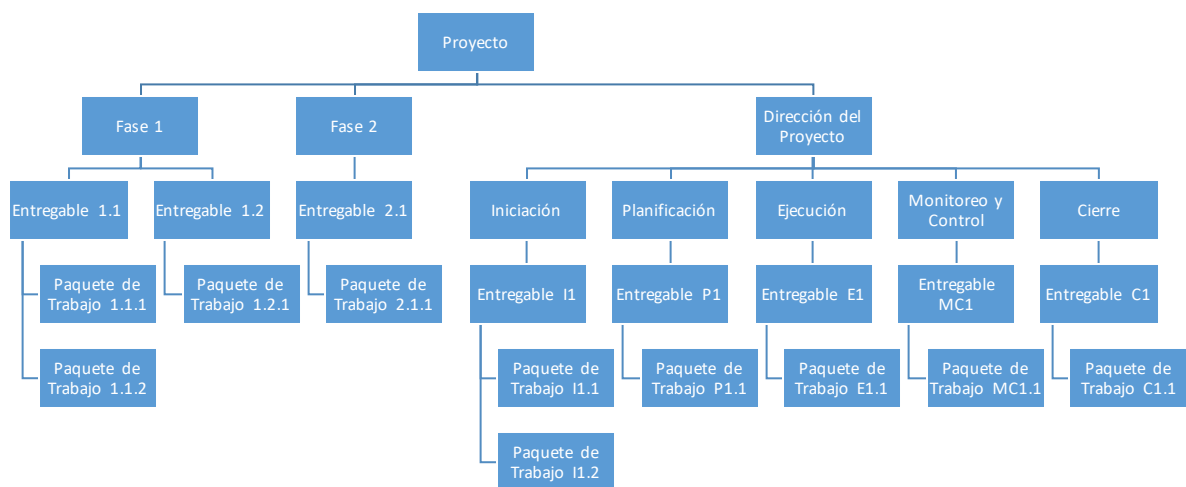 Proyecto
Fase 1
Fase 2
Dirección del
Proyecto
Entregable 1.1
Entregable 1.2
Entregable 2.1
Iniciación
Planificación
Ejecución
Monitoreo y
Control
Cierre
Paquete de
Trabajo 1.1.1
Paquete de
Trabajo 1.2.1
Paquete de
Trabajo 2.1.1
Entregable I1
Entregable P1
Entregable E1
Entregable
MC1
Entregable C1
Paquete de
Trabajo 1.1.2
Paquete de
Trabajo I1.1
Paquete de
Trabajo P1.1
Paquete de
Trabajo E1.1
Paquete de
Trabajo MC1.1
Paquete de
Trabajo C1.1
Paquete de
Trabajo I1.2